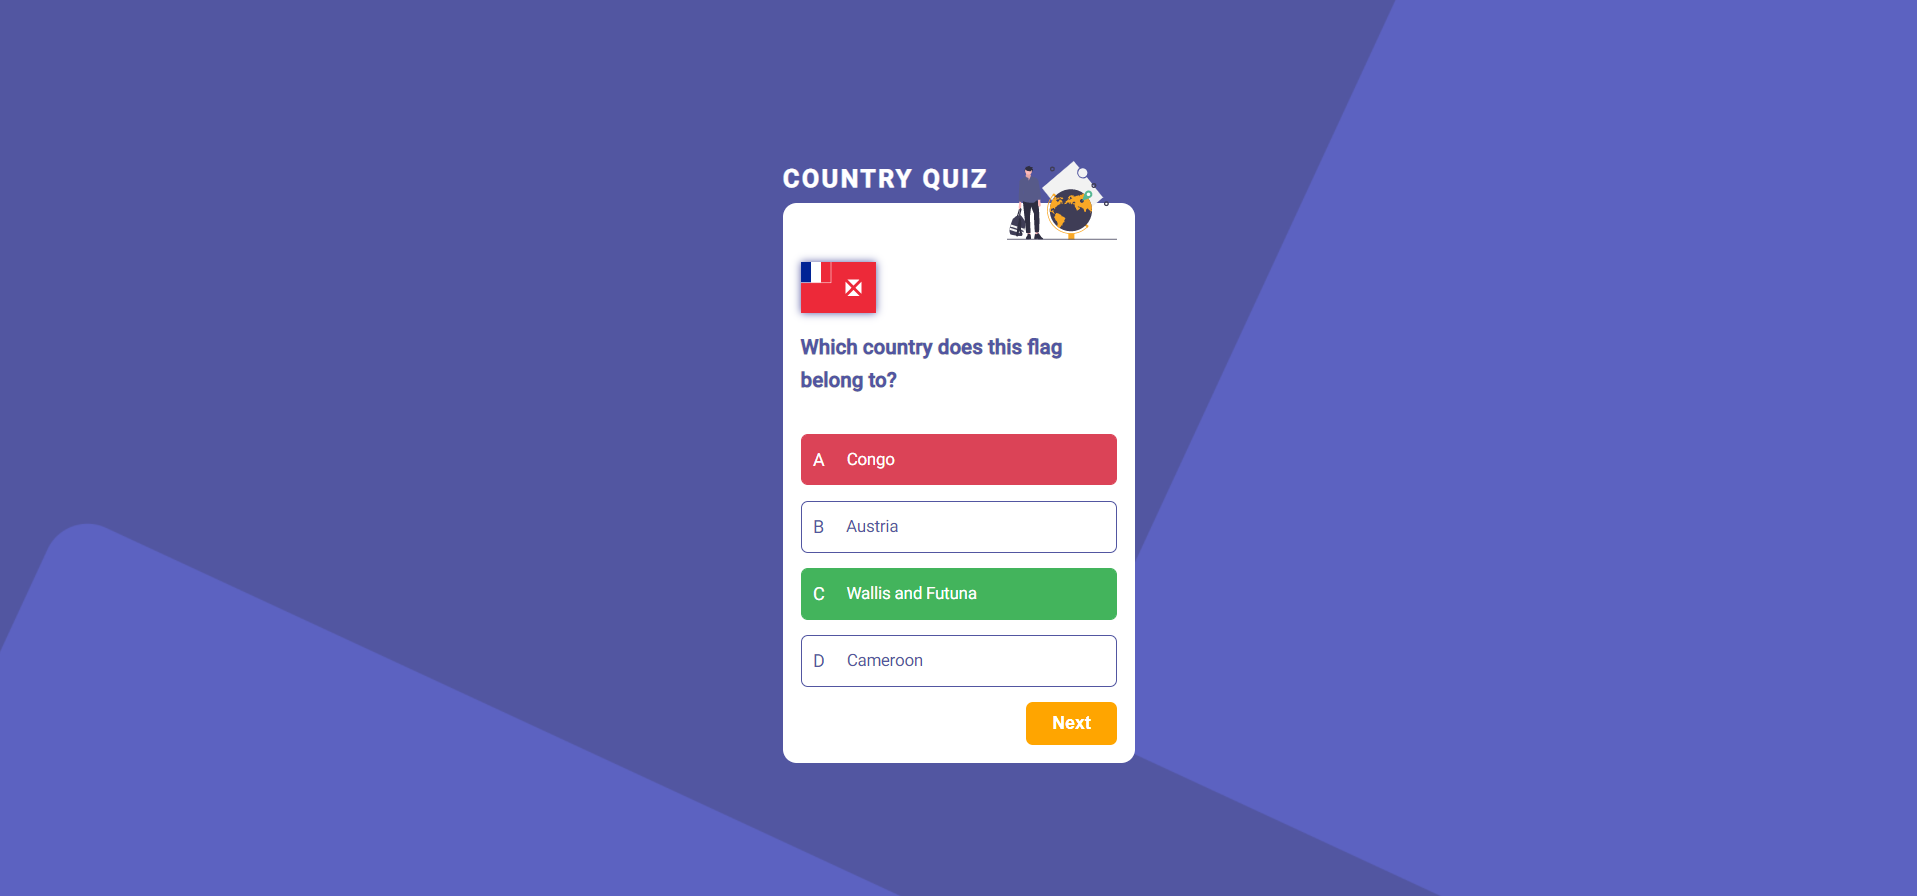 COUNTRY QUIZ
Which country does this flag
belong to?
A Congo
B Austria
C Wallis and Futuna
D Cameroon
Next